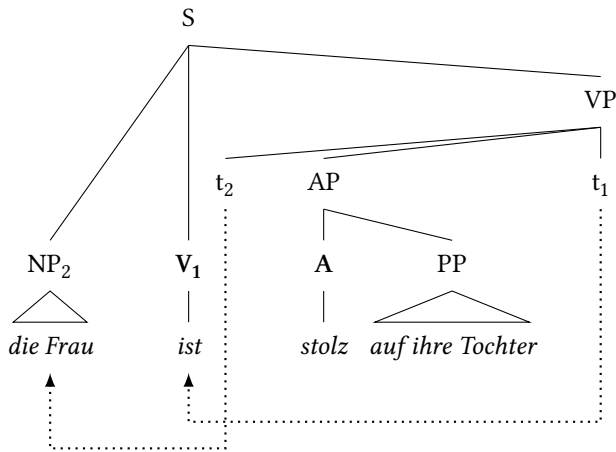 S
VP
t₂ AP t₁
NP₂ V₁ A PP
die Frau ist stolz auf ihre Tochter